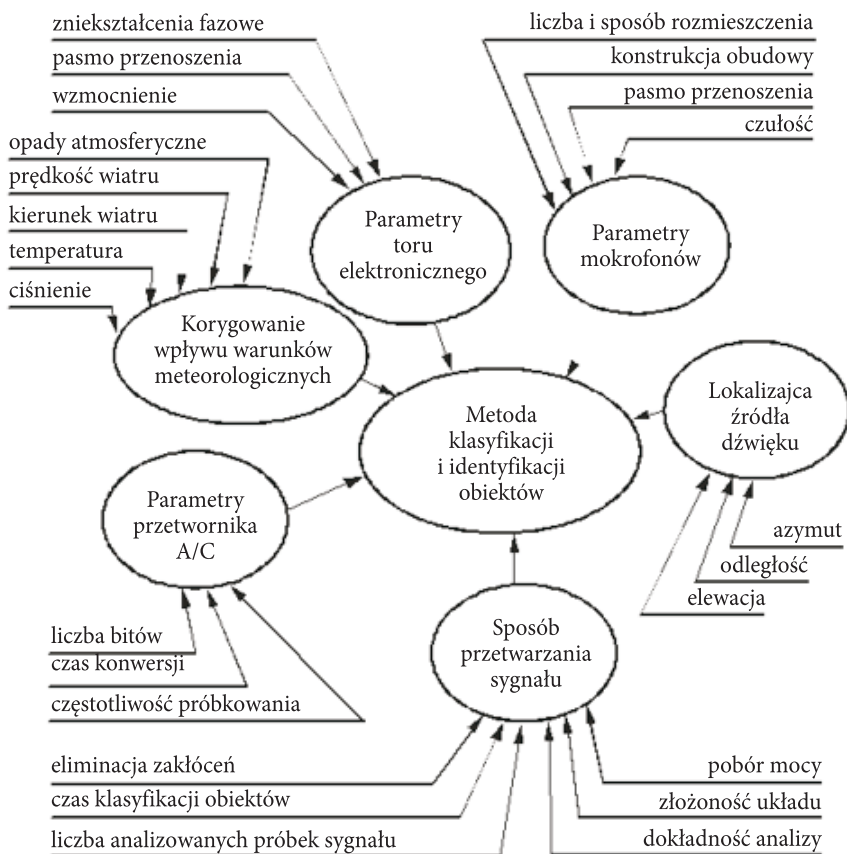 zniekształcenia fazowe
pasmo przenoszenia
wzmocnienie
liczba i sposób rozmieszczenia
konstrukcja obudowy
pasmo przenoszenia
czułość
opady atmosferyczne
prędkość wiatru
kierunek wiatru
temperatura
ciśnienie
Parametry
toru
elektronicznego
Parametry
mokrofonów
Korygowanie
wpływu warunków
meteorologicznych
Metoda
klasyfikacji
i identyfikacji
obiektów
Lokalizajca
źródła
dźwięku
Parametry
przetwornika
A/C
azymut
odległość
elewacja
liczba bitów
czas konwersji
częstotliwość próbkowania
Sposób
przetwarzania
sygnału
eliminacja zakłóceń
czas klasyfikacji obiektów
liczba analizowanych próbek sygnału
pobór mocy
złożoność układu
dokładność analizy